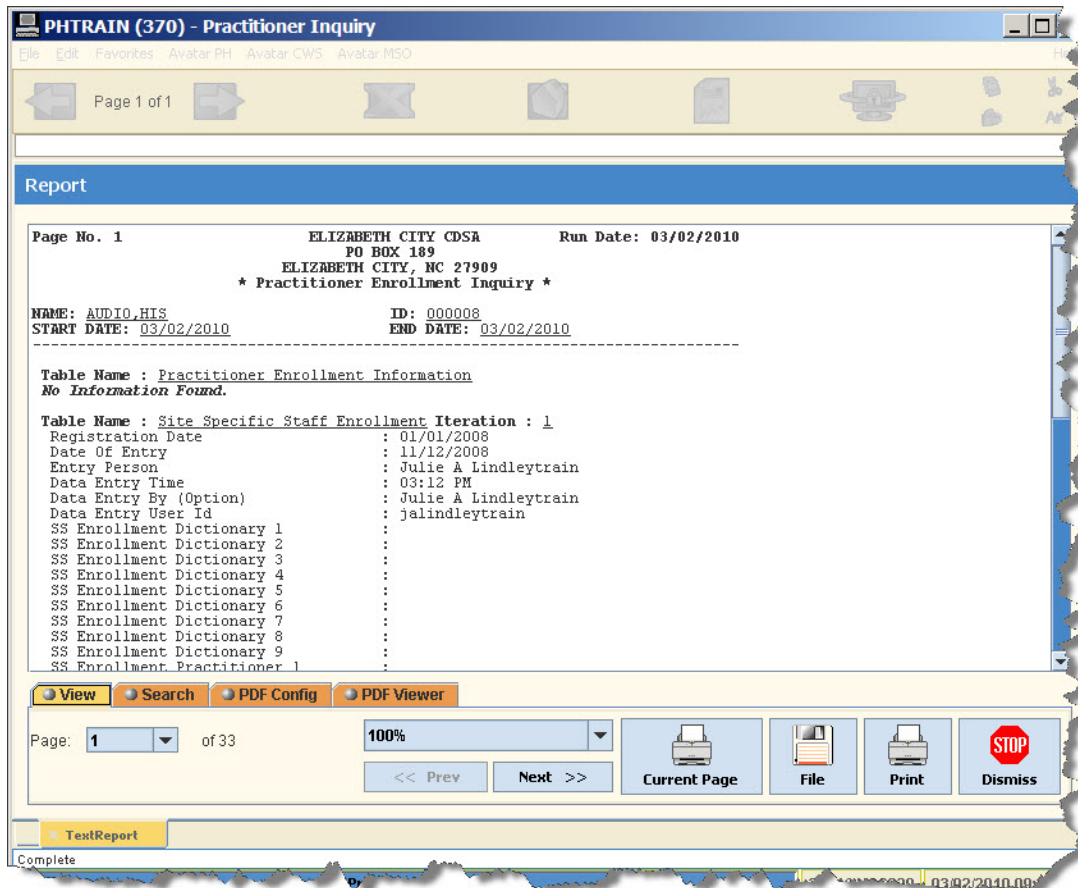 PHTRAIN (370) - Practitioner Inquiry
File Edit Favorites Avatar PH Avatar CWS Avatar MSO
Page 1 of 1
Report
Page No. 1 ELIZABETH CITY CDSA Run Date: 03/02/2010
PO BOX 189
ELIZABETH CITY, NC 27909
* Practitioner Enrollment Inquiry *
NAME: AUDIO,HIS ID: 000008
START DATE: 03/02/2010 END DATE: 03/02/2010
--------------------------------------------------------------------------------
Table Name : Practitioner Enrollment Information
No Information Found.
Table Name : Site Specific Staff Enrollment Iteration : 1
Registration Date : 01/01/2008
Date Of Entry : 11/12/2008
Entry Person : Julie A Lindleytrain
Data Entry Time : 03:12 PM
Data Entry By (Option) : Julie A Lindleytrain
Data Entry User Id : jalindleytrain
SS Enrollment Dictionary 1 :
SS Enrollment Dictionary 2 :
SS Enrollment Dictionary 3 :
SS Enrollment Dictionary 4 :
SS Enrollment Dictionary 5 :
SS Enrollment Dictionary 6 :
SS Enrollment Dictionary 7 :
SS Enrollment Dictionary 8 :
SS Enrollment Dictionary 9 :
SS Enrollment Practitioner 1 :
View Search PDF Config PDF Viewer
Page: 1 of 33 100%
<< Prev Next >> Current Page File Print STOP Dismiss
TextReport
Complete
03/02/2010